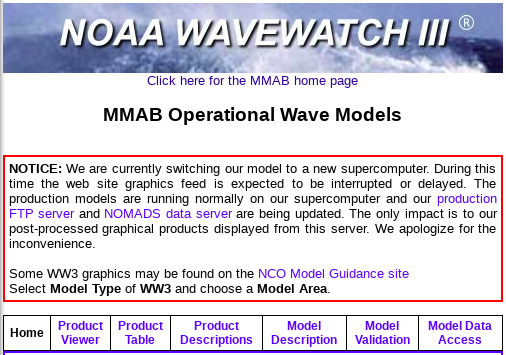 NOAA WAVEWATCH III ®
Click here for the MMAB home page
MMAB Operational Wave Models
NOTICE: We are currently switching our model to a new supercomputer. During this
time the web site graphics feed is expected to be interrupted or delayed. The
production models are running normally on our supercomputer and our production
FTP server and NOMADS data server are being updated. The only impact is to our
post-processed graphical products displayed from this server. We apologize for the
inconvenience.
Some WW3 graphics may be found on the NCO Model Guidance site
Select Model Type of WW3 and choose a Model Area.
Home Product Product Product Model Model Model Data
Viewer Table Descriptions Description Validation Access